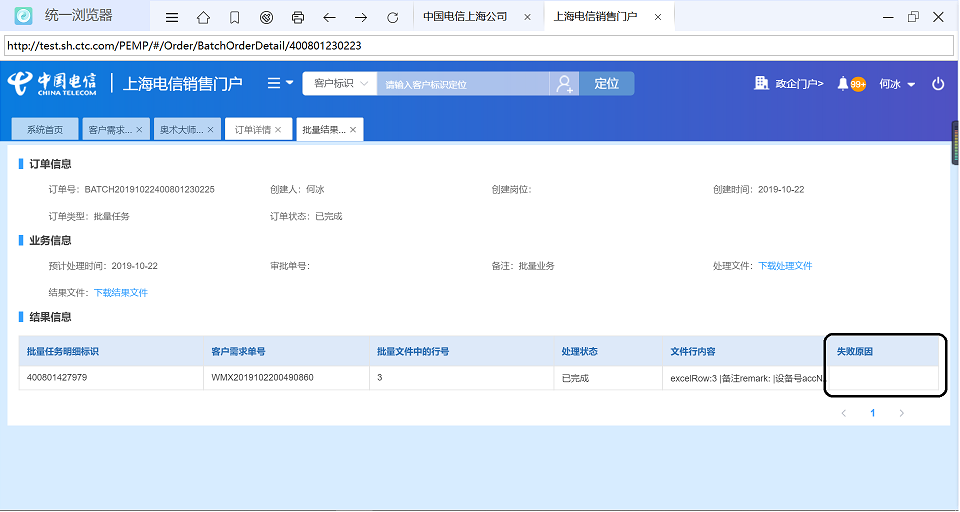 统一浏览器
中国电信上海公司
上海电信销售门户
http://test.sh.ctc.com/PEMP/#/Order/BatchOrderDetail/400801230223
中国电信
CHINA TELECOM
上海电信销售门户
客户标识
请输入客户标识定位
定位
政企门户>
99+
何冰
系统首页
客户需求...
奥术大师...
订单详情
批量结果...
订单信息
订单号：BATCH20191022400801230225
创建人：何冰
创建岗位：
创建时间：2019-10-22
订单类型：批量任务
订单状态：已完成
业务信息
预计处理时间：2019-10-22
审批单号：
备注：批量业务
处理文件：下载处理文件
结果文件：下载结果文件
结果信息
批量任务明细标识 客户需求单号 批量文件中的行号 处理状态 文件行内容 失败原因
400801427979 WMX2019102200490860 3 已完成 excelRow:3 |备注remark: |设备号accN...
1